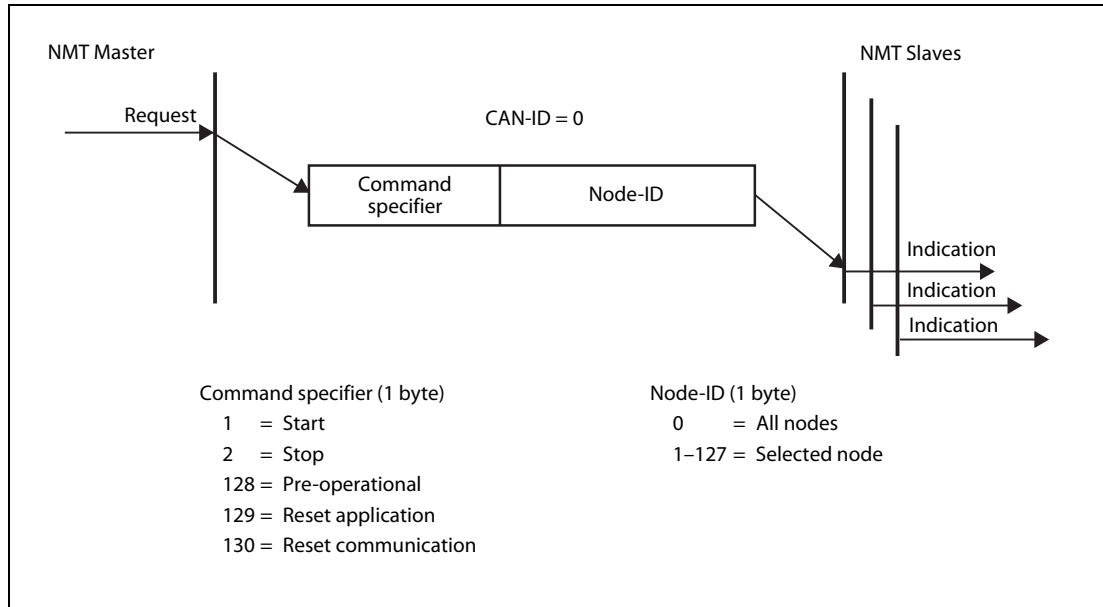 NMT Master
NMT Slaves
Request
CAN-ID = 0
Command
specifier
Node-ID
Indication
Indication
Indication
Command specifier (1 byte)
1 = Start
2 = Stop
128 = Pre-operational
129 = Reset application
130 = Reset communication
Node-ID (1 byte)
0 = All nodes
1–127 = Selected node